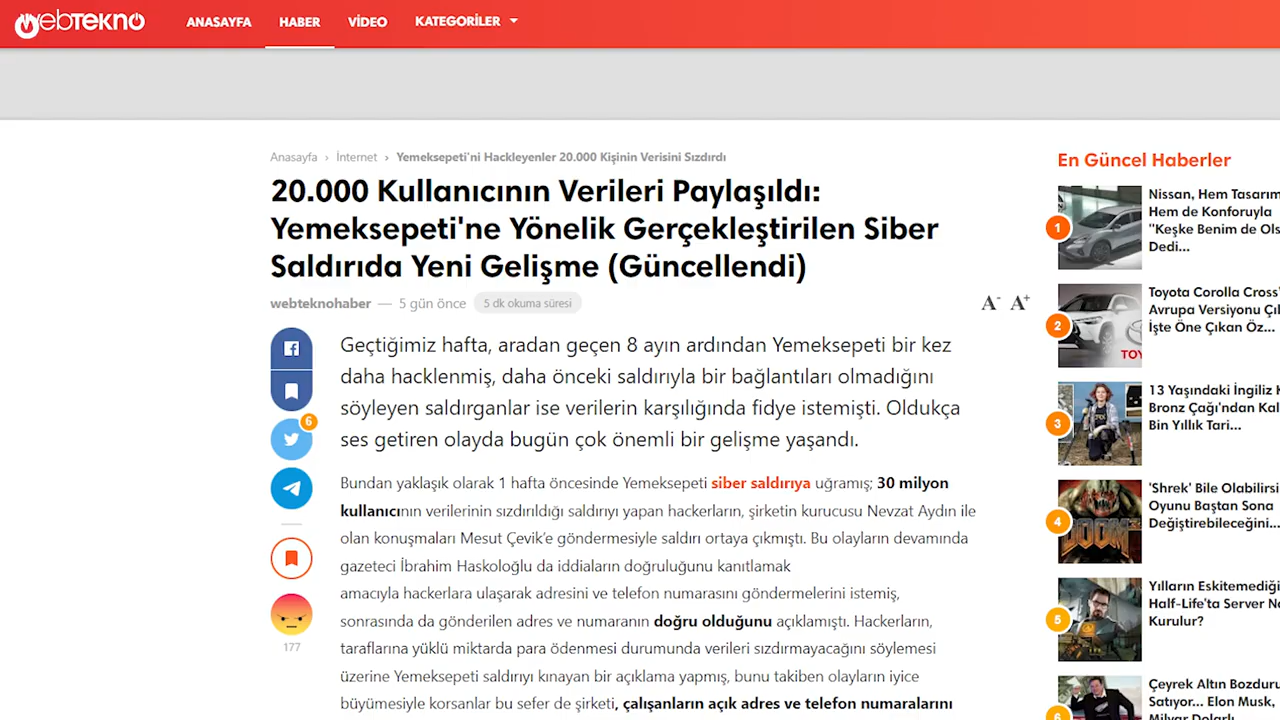 webTEKNO
ANASAYFA HABER VİDEO KATEGORİLER
Anasayfa › İnternet › Yemeksepeti'ni Hackleyenler 20.000 Kişinin Verisini Sızdırdı
20.000 Kullanıcının Verileri Paylaşıldı:
Yemeksepeti'ne Yönelik Gerçekleştirilen Siber
Saldırıda Yeni Gelişme (Güncellendi)
webteknohaber — 5 gün önce 5 dk okuma süresi
A- A+
6
177
Geçtiğimiz hafta, aradan geçen 8 ayın ardından Yemeksepeti bir kez
daha hacklenmiş, daha önceki saldırıyla bir bağlantıları olmadığını
söyleyen saldırganlar ise verilerin karşılığında fidye istemişti. Oldukça
ses getiren olayda bugün çok önemli bir gelişme yaşandı.
Bundan yaklaşık olarak 1 hafta öncesinde Yemeksepeti siber saldırıya uğramış; 30 milyon
kullanıcının verilerinin sızdırıldığı saldırıyı yapan hackerların, şirketin kurucusu Nevzat Aydın ile
olan konuşmaları Mesut Çevik’e göndermesiyle saldırı ortaya çıkmıştı. Bu olayların devamında
gazeteci İbrahim Haskoloğlu da iddiaların doğruluğunu kanıtlamak
amacıyla hackerlara ulaşarak adresini ve telefon numarasını göndermelerini istemiş,
sonrasında da gönderilen adres ve numaranın doğru olduğunu açıklamıştı. Hackerların,
taraflarına yüklü miktarda para ödenmesi durumunda verileri sızdırmayacağını söylemesi
üzerine Yemeksepeti saldırıyı kınayan bir açıklama yapmış, bunu takiben olayların iyice
büyümesiyle korsanlar bu sefer de şirketi, çalışanların açık adres ve telefon numaralarını
En Güncel Haberler
1
Nissan, Hem Tasarım
Hem de Konforuyla
"Keşke Benim de Ols
Dedi...
2
TOY
Toyota Corolla Cross'
Avrupa Versiyonu Çı
İşte Öne Çıkan Öz...
3
13 Yaşındaki İngiliz K
Bronz Çağı'ndan Kal
Bin Yıllık Tari...
4
DOOM
'Shrek' Bile Olabilirsi
Oyunu Baştan Sona
Değiştirebileceğini...
5
Yılların Eskitemediği
Half-Life'ta Server Na
Kurulur?
6
Çeyrek Altın Bozduru
Satıyor... Elon Musk,
Milyar Dolarlı